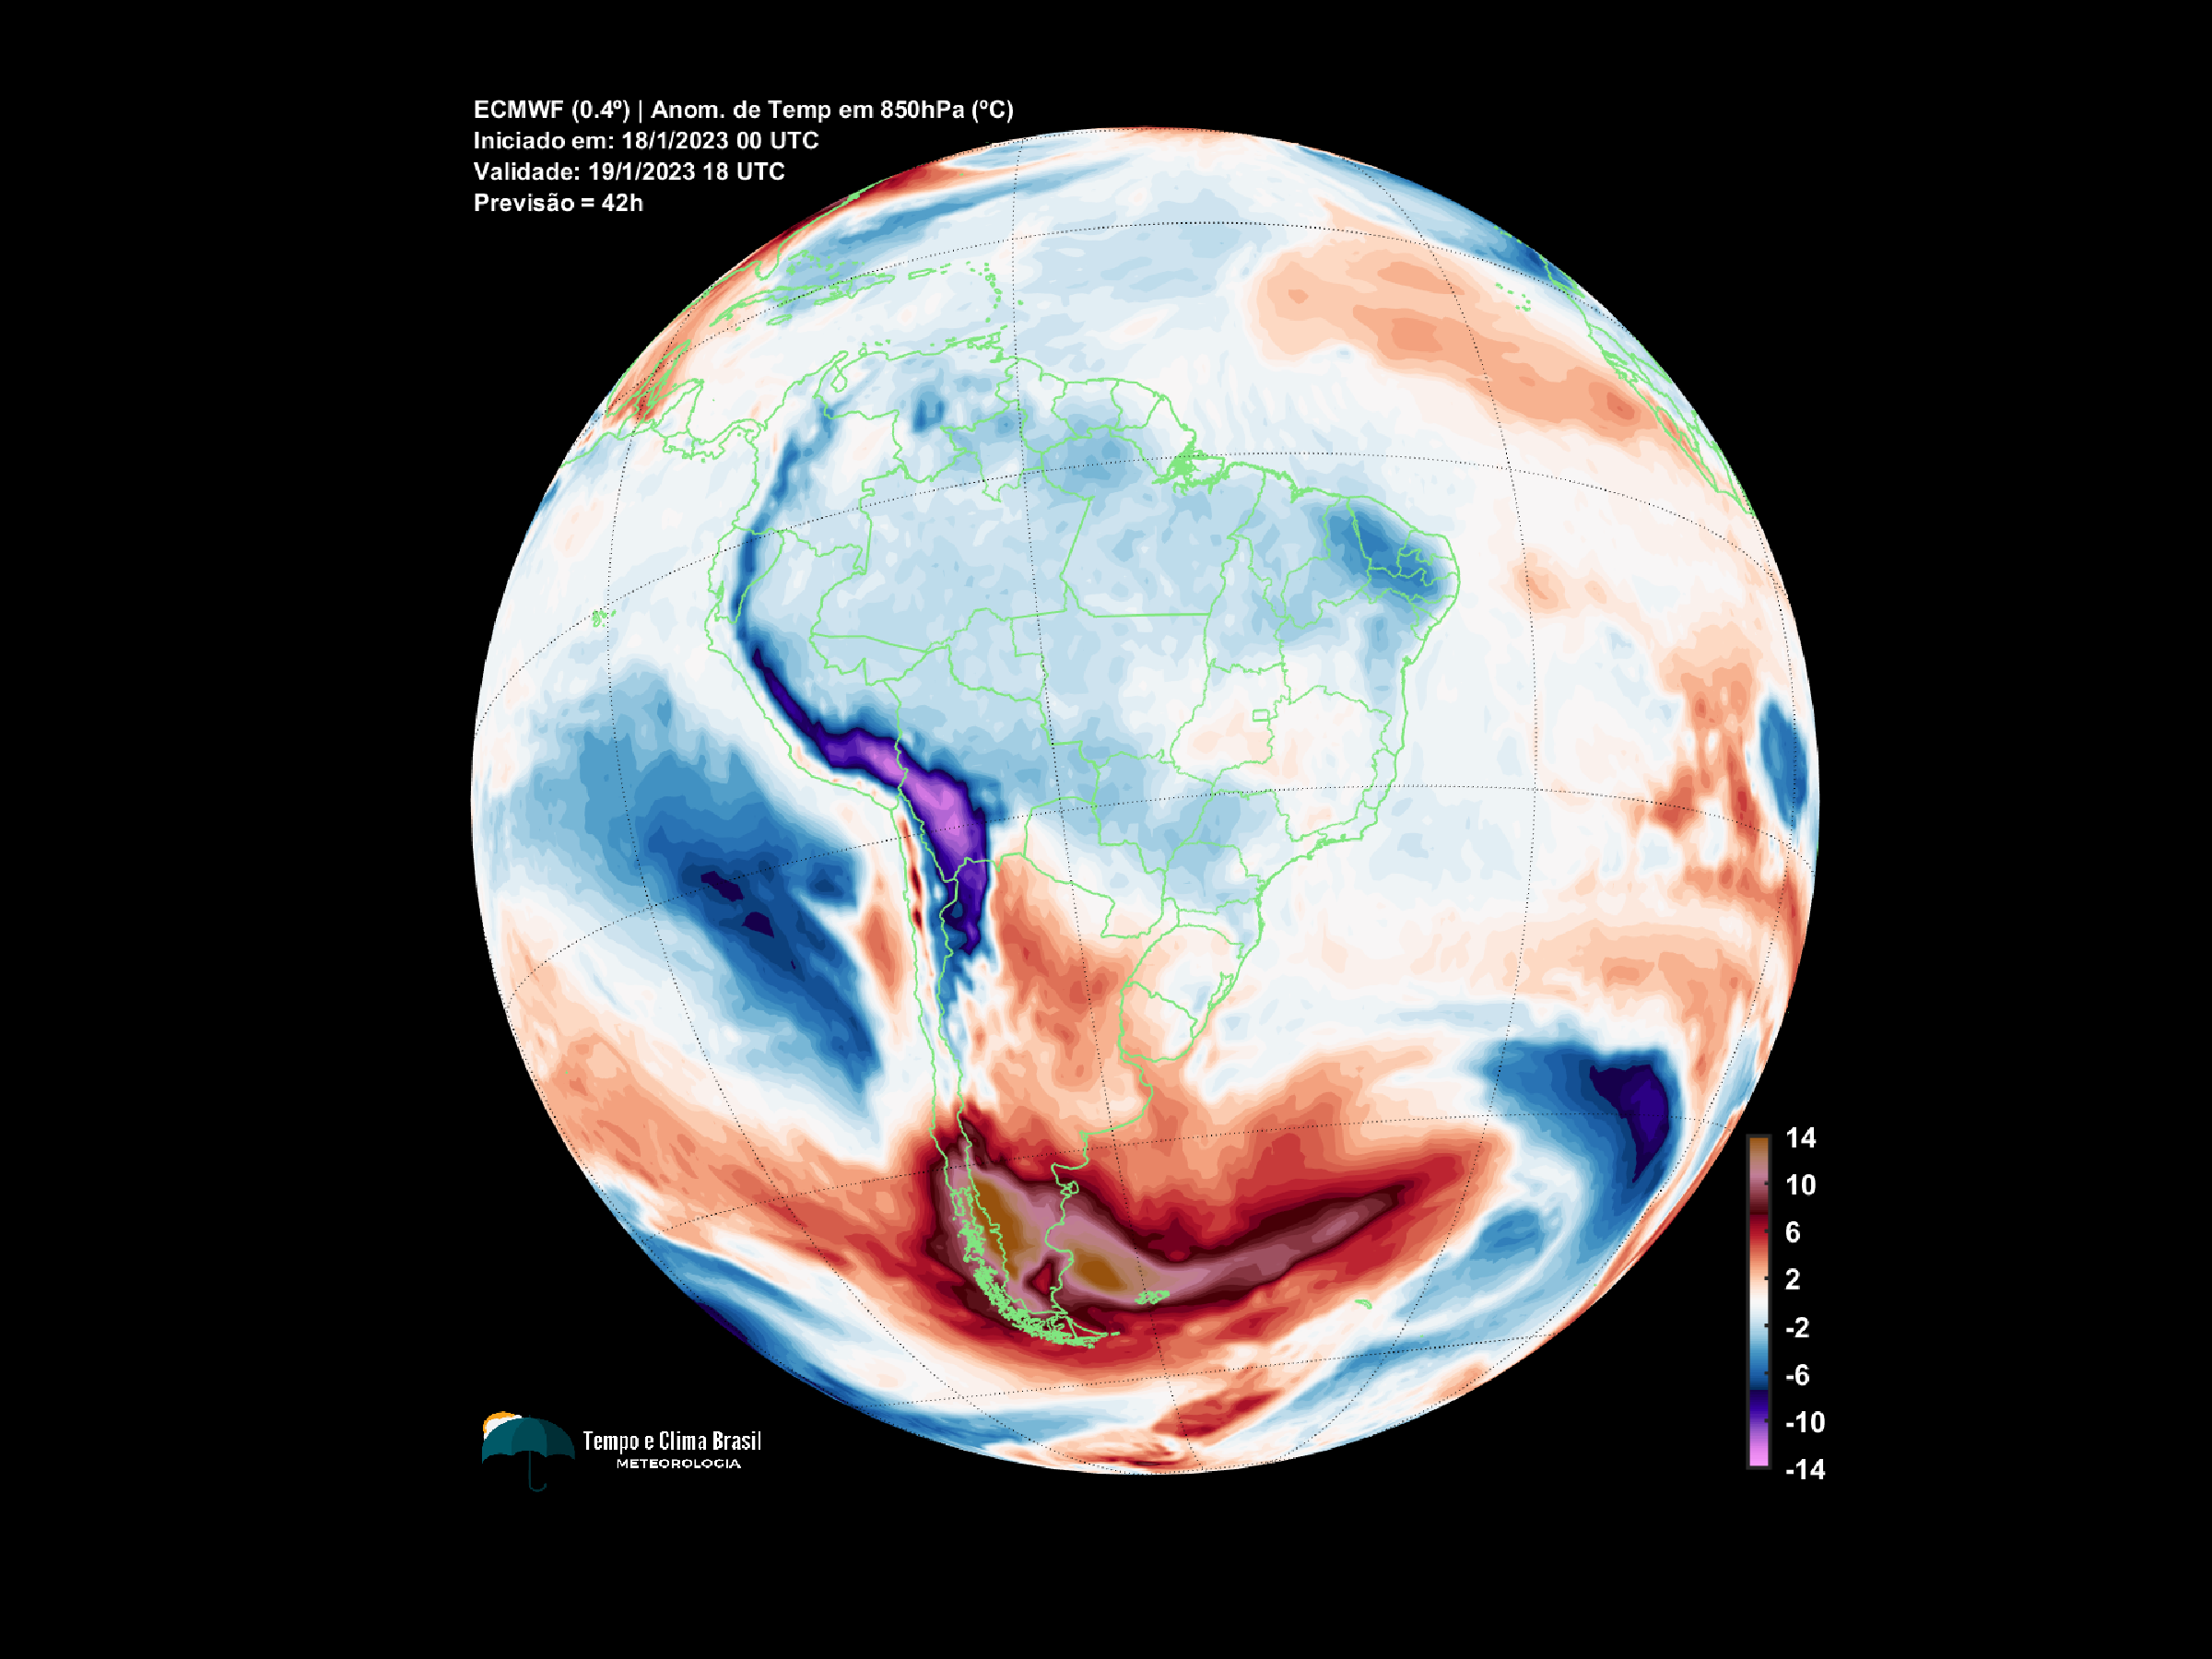 ECMWF (0.4º) | Anom. de Temp em 850hPa (ºC)
Iniciado em: 18/1/2023 00 UTC
Validade: 19/1/2023 18 UTC
Previsão = 42h
14
10
6
2
-2
-6
-10
-14
Tempo e Clima Brasil
METEOROLOGIA